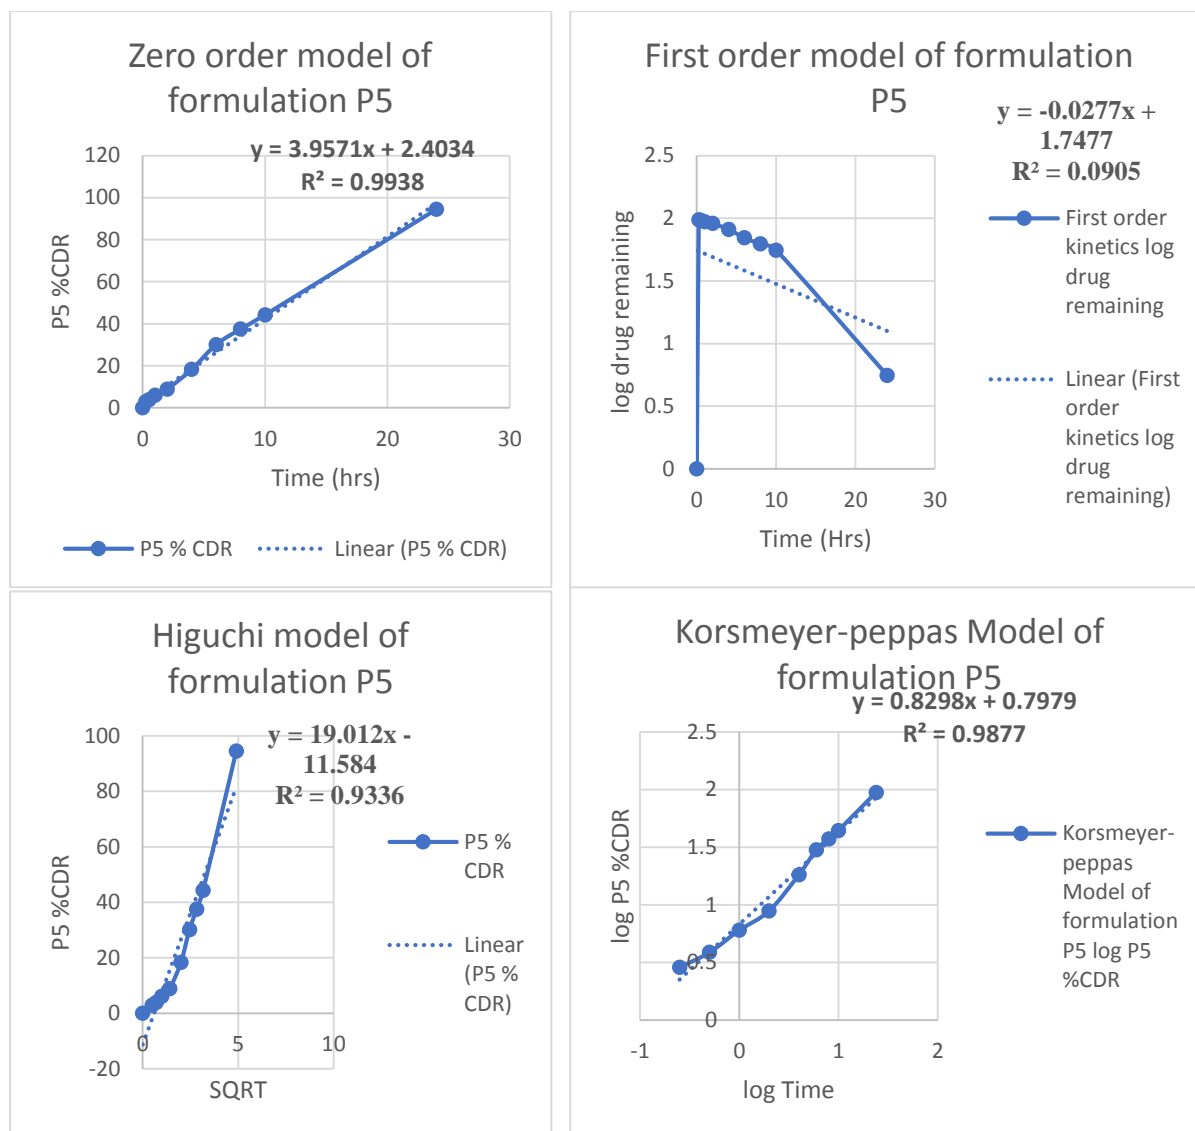 Zero order model of
formulation P5
y = 3.9571x + 2.4034
R² = 0.9938
120
100
80
60
40
20
0
P5 %CDR
0
10
20
30
Time (hrs)
P5 % CDR
Linear (P5 % CDR)
First order model of formulation
P5
y = -0.0277x +
1.7477
R² = 0.0905
2.5
2
1.5
1
0.5
0
log drug remaining
0
10
20
30
Time (Hrs)
First order
kinetics log
drug
remaining
Linear (First
order
kinetics log
drug
remaining)
Higuchi model of
formulation P5
y = 19.012x -
11.584
R² = 0.9336
100
80
60
40
20
0
-20
P5 %CDR
0
5
10
SQRT
P5 %
CDR
Linear
(P5 %
CDR)
Korsmeyer-peppas Model of
formulation P5
y = 0.8298x + 0.7979
R² = 0.9877
2.5
2
1.5
1
0.5
0
log P5 %CDR
-1
0
1
2
log Time
Korsmeyer-
peppas
Model of
formulation
P5 log P5
%CDR